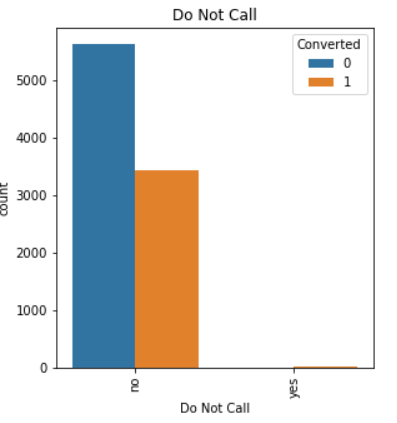 Do Not Call
Converted
0
1
5000
4000
3000
2000
1000
0
count
no
yes
Do Not Call